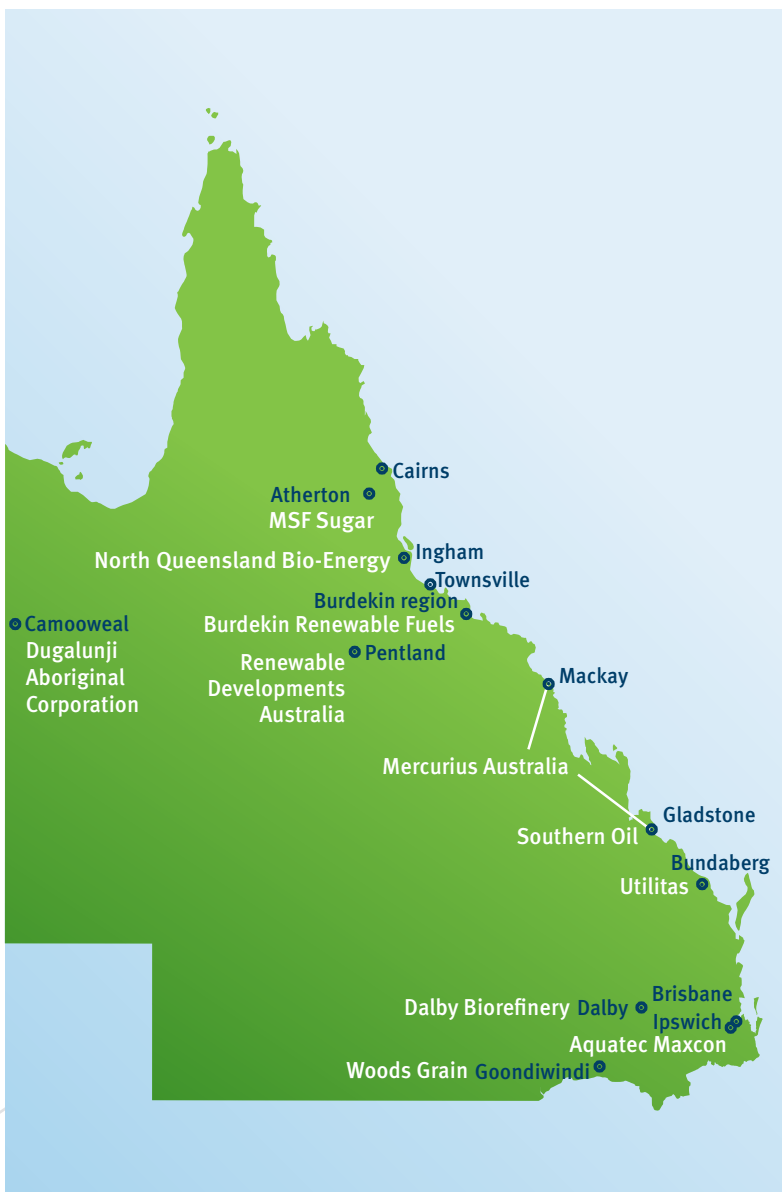 Cairns
Atherton
MSF Sugar
Ingham
North Queensland Bio-Energy
Townsville
Burdekin region
Burdekin Renewable Fuels
Camooweal
Dugalunji
Aboriginal
Corporation
Pentland
Renewable
Developments
Australia
Mackay
Mercurius Australia
Gladstone
Southern Oil
Bundaberg
Utilitas
Brisbane
Dalby Biorefinery Dalby
Ipswich
Aquatec Maxcon
Woods Grain Goondiwindi